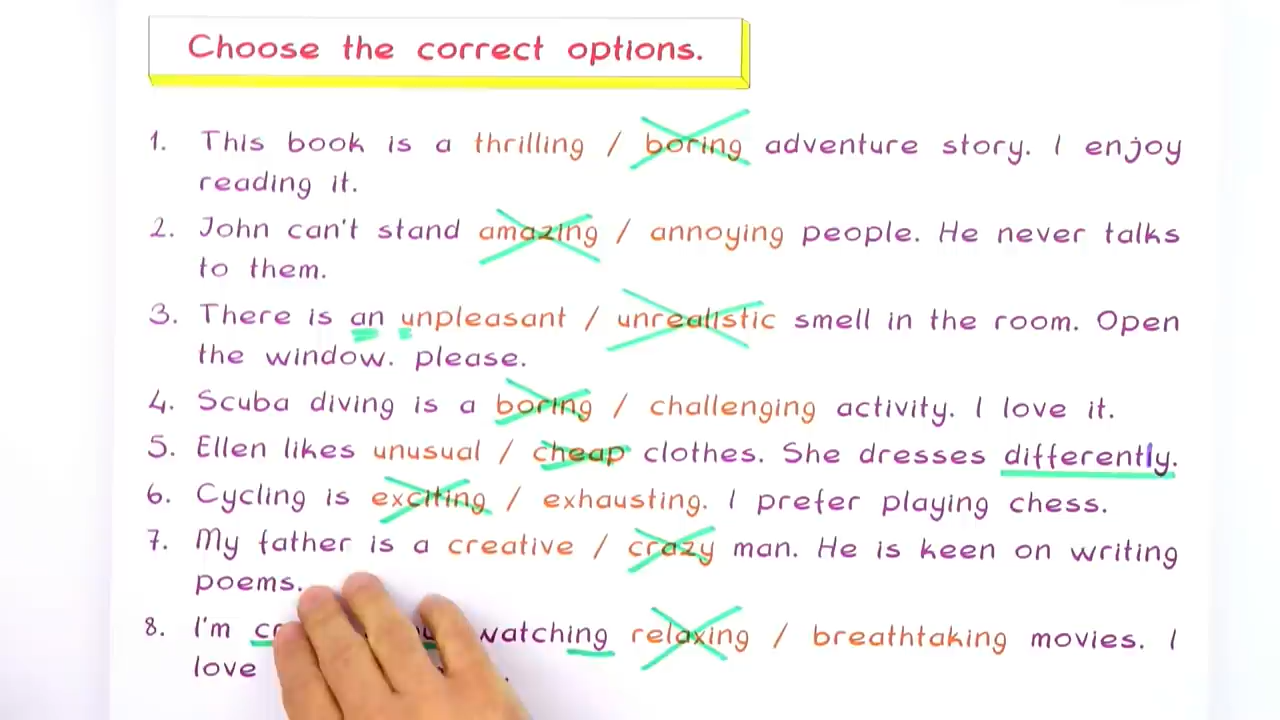 Choose the correct options.
1. This book is a thrilling / boring adventure story. I enjoy
reading it.
2. John can't stand amazing / annoying people. He never talks
to them.
3. There is an unpleasant / unrealistic smell in the room. Open
the window. please.
4. Scuba diving is a boring / challenging activity. I love it.
5. Ellen likes unusual / cheap clothes. She dresses differently.
6. Cycling is exciting / exhausting. I prefer playing chess.
7. My father is a creative / crazy man. He is keen on writing
poems.
8. I'm watching relaxing / breathtaking movies. I
love